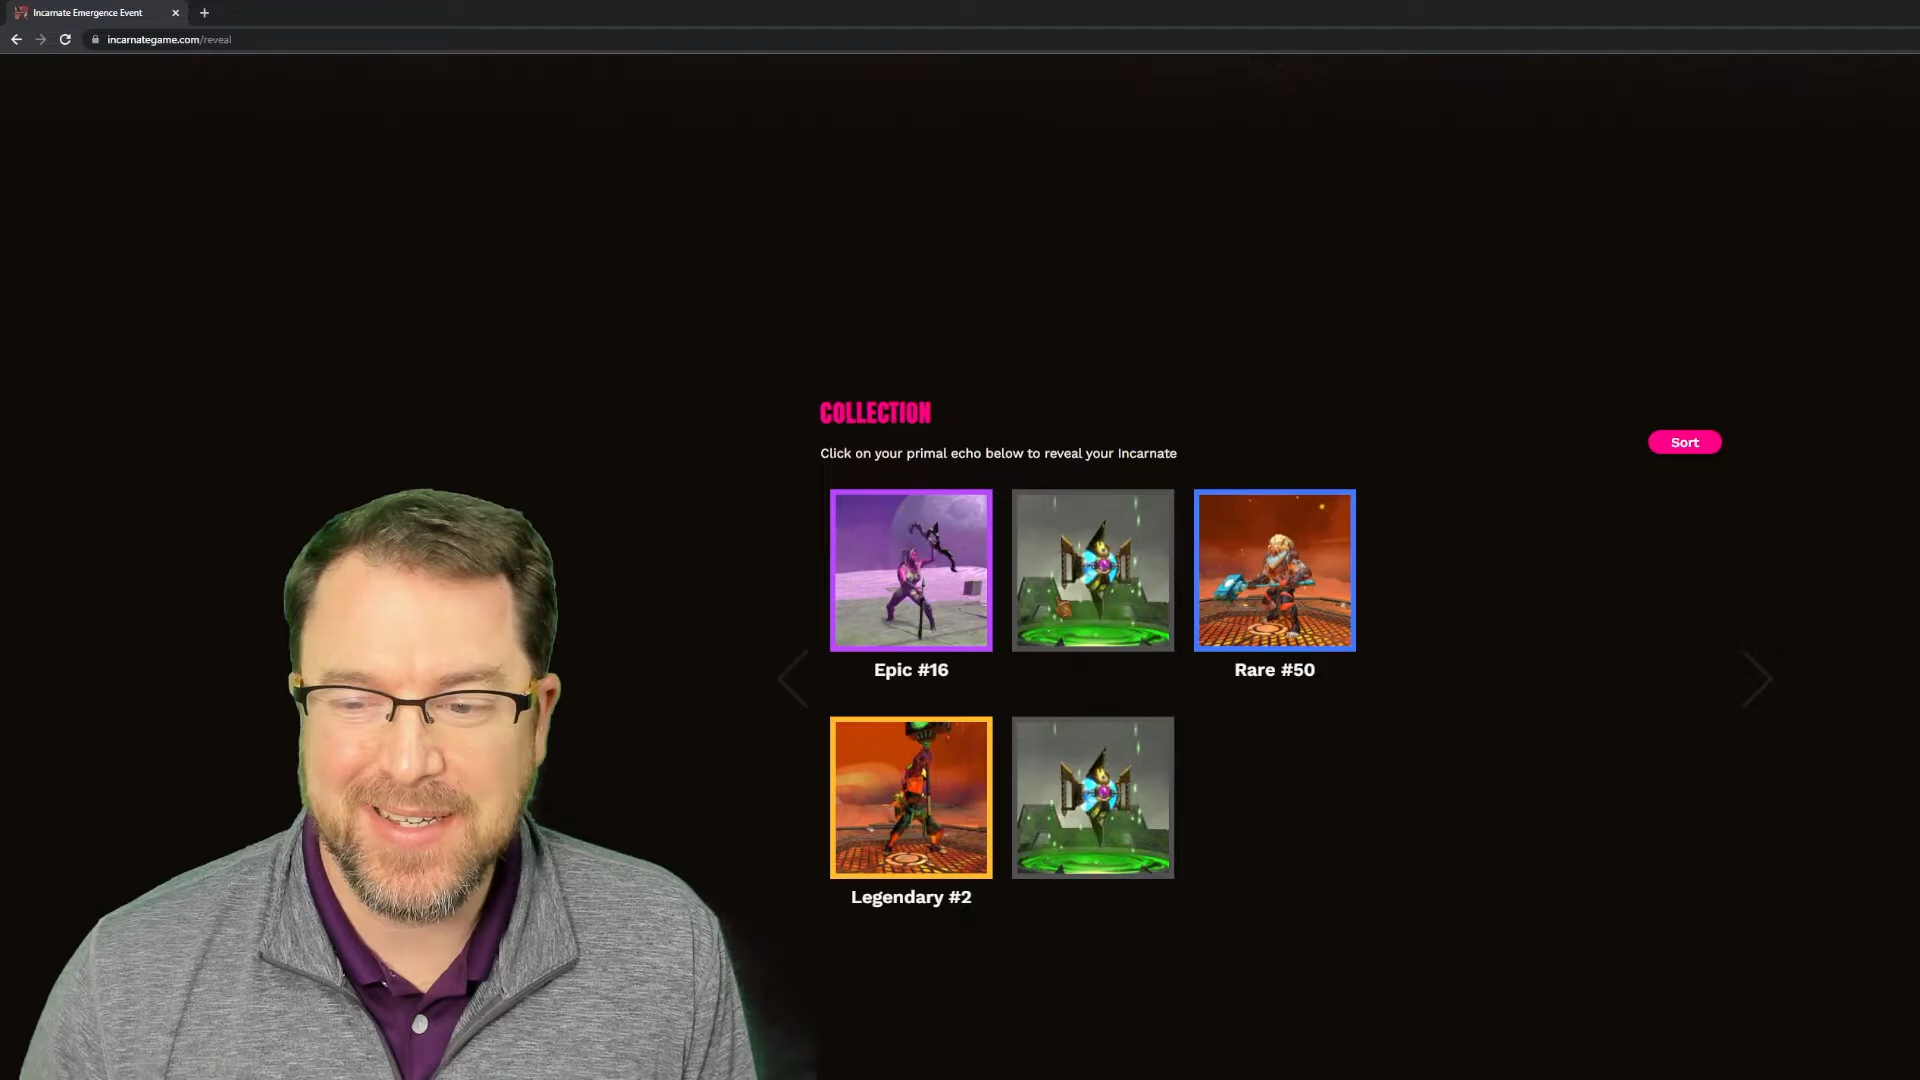 Incarnate Emergence Event
incarnategame.com/reveal
COLLECTION
Click on your primal echo below to reveal your Incarnate
Sort
Epic #16
Rare #50
Legendary #2